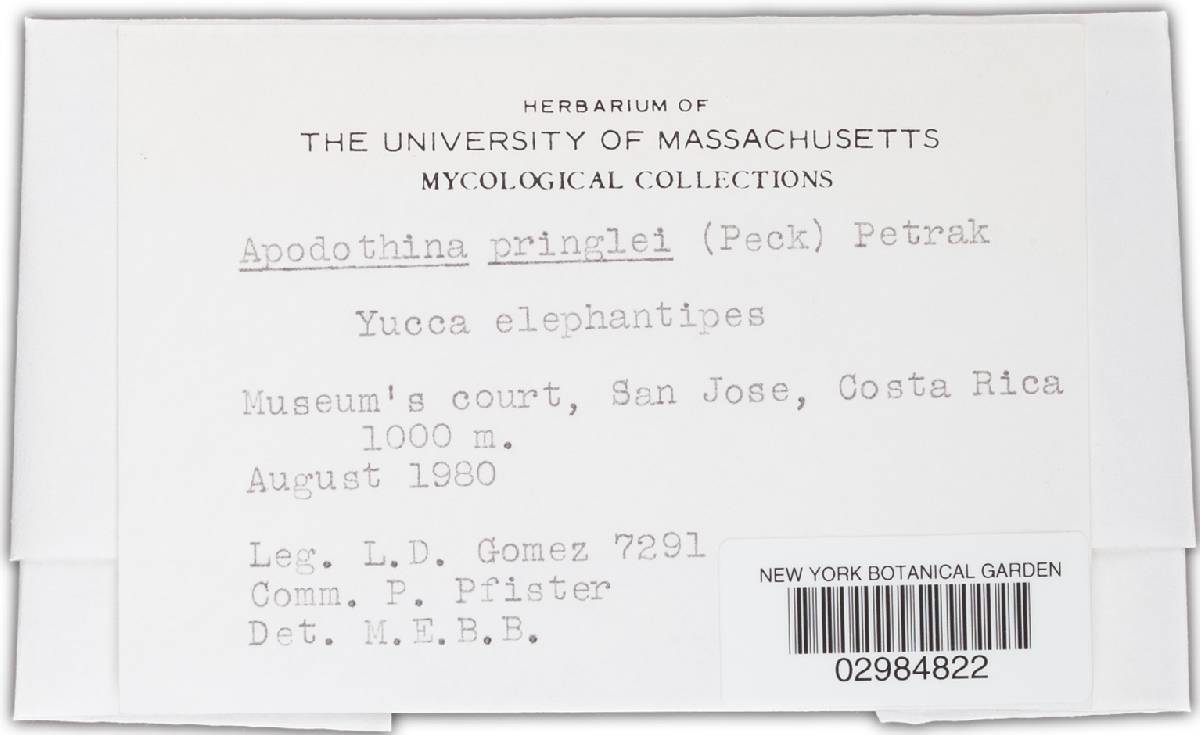 HERBARIUM OF
THE UNIVERSITY OF MASSACHUSETTS
MYCOLOGICAL COLLECTIONS
Apodothina pringlei (Peck) Petrak
Yucca elephantipes
Museum's court, San Jose, Costa Rica
1000 m.
August 1980
Leg. L.D. Gomez 7291
Comm. P. Pfister
Det. M.E.B.B.
NEW YORK BOTANICAL GARDEN
02984822